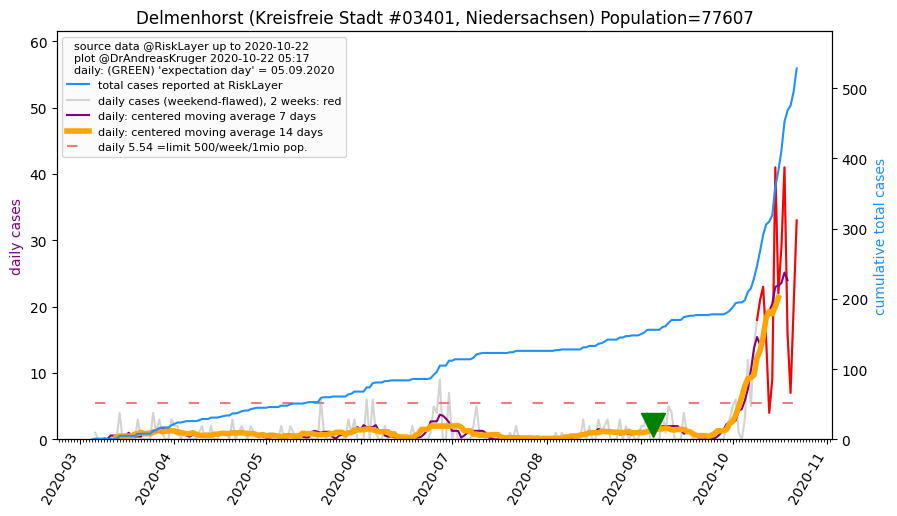 Delmenhorst (Kreisfreie Stadt #03401, Niedersachsen) Population=77607
source data @RiskLayer up to 2020-10-22
plot @DrAndreasKruger 2020-10-22 05:17
daily: (GREEN) 'expectation day' = 05.09.2020
total cases reported at RiskLayer
daily cases (weekend-flawed), 2 weeks: red
daily: centered moving average 7 days
daily: centered moving average 14 days
daily 5.54 =limit 500/week/1mio pop.
daily cases
60
50
40
30
20
10
0
cumulative total cases
500
400
300
200
100
0
2020-03
2020-04
2020-05
2020-06
2020-07
2020-08
2020-09
2020-10
2020-11